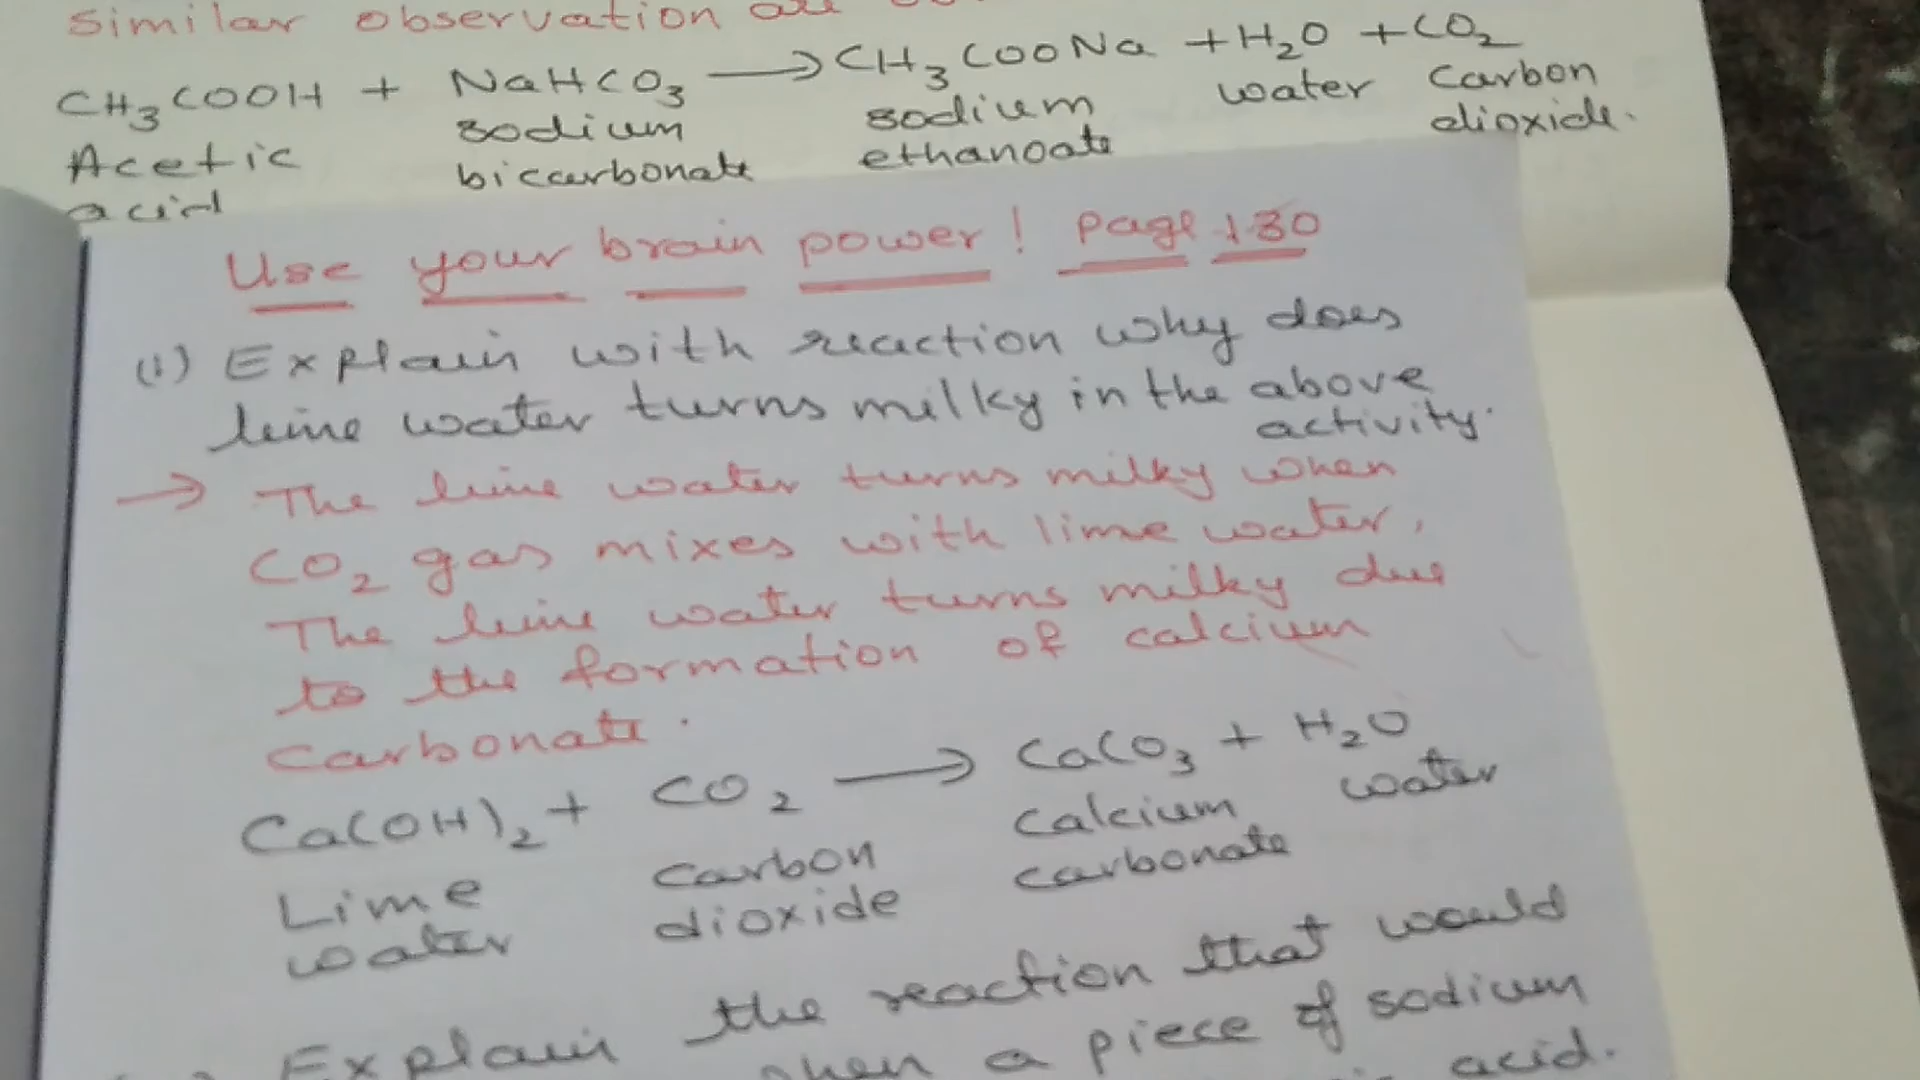 similar observation are
CH3COOH + NaHCO3 → CH3COONa + H2O + CO2
Acetic acid sodium bicarbonate sodium ethanoate water carbon dioxide.
Use your brain power! Page 130
(1) Explain with reaction why does
lime water turns milky in the above
activity.
→ The lime water turns milky when
CO2 gas mixes with lime water.
The lime water turns milky due
to the formation of calcium
carbonate.
Ca(OH)2 + CO2 → CaCO3 + H2O
Lime water carbon dioxide calcium carbonate water
Explain the reaction that would
when a piece of sodium
acid.